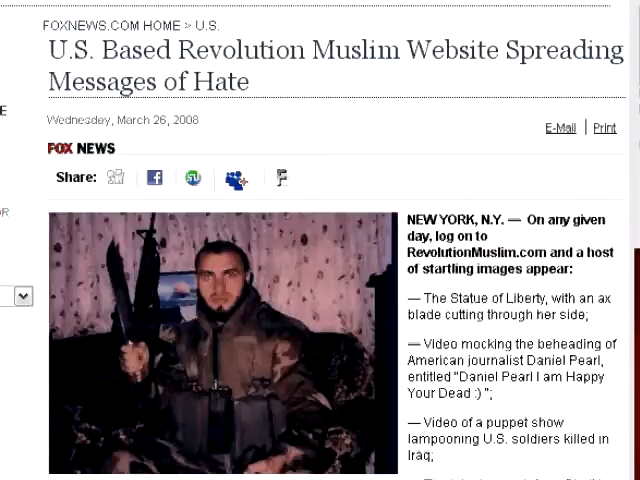 FOXNEWS.COM HOME > U.S.
U.S. Based Revolution Muslim Website Spreading
Messages of Hate
E
Wednesday, March 26, 2008
E-Mail | Print
FOX NEWS
Share:
OR
NEW YORK, N.Y. — On any given
day, log on to
RevolutionMuslim.com and a host
of startling images appear:
— The Statue of Liberty, with an ax
blade cutting through her side;
— Video mocking the beheading of
American journalist Daniel Pearl,
entitled "Daniel Pearl I am Happy
Your Dead :) ";
— Video of a puppet show
lampooning U.S. soldiers killed in
Iraq;